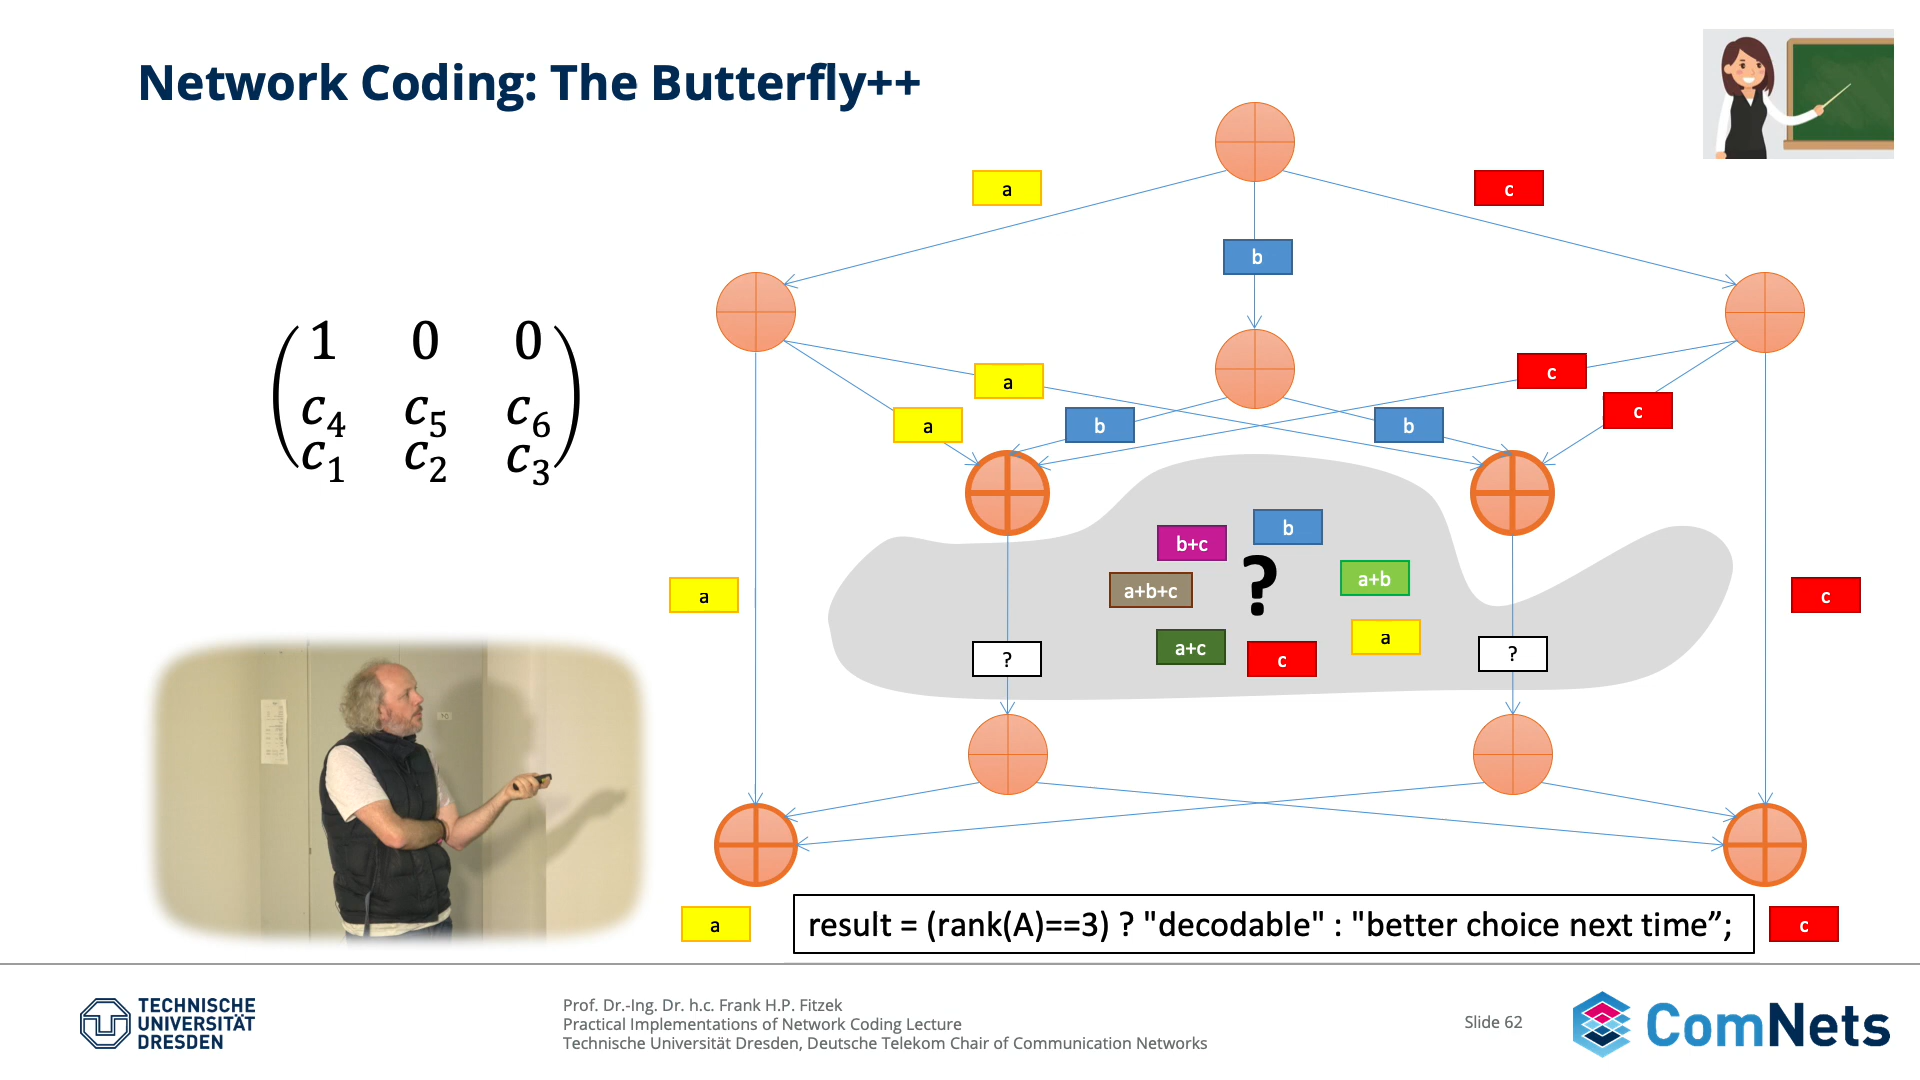 Network Coding: The Butterfly++
a
c
b
1 0 0
c4 c5 c6
c1 c2 c3
a
c
a
b
b
c
b+c
b
a+b+c
?
a+b
a
a
c
a+c
c
?
?
a
result = (rank(A)==3) ? "decodable" : "better choice next time”;
c
TECHNISCHE
UNIVERSITÄT
DRESDEN
Prof. Dr.-Ing. Dr. h.c. Frank H.P. Fitzek
Practical Implementations of Network Coding Lecture
Technische Universität Dresden, Deutsche Telekom Chair of Communication Networks
Slide 62
ComNets